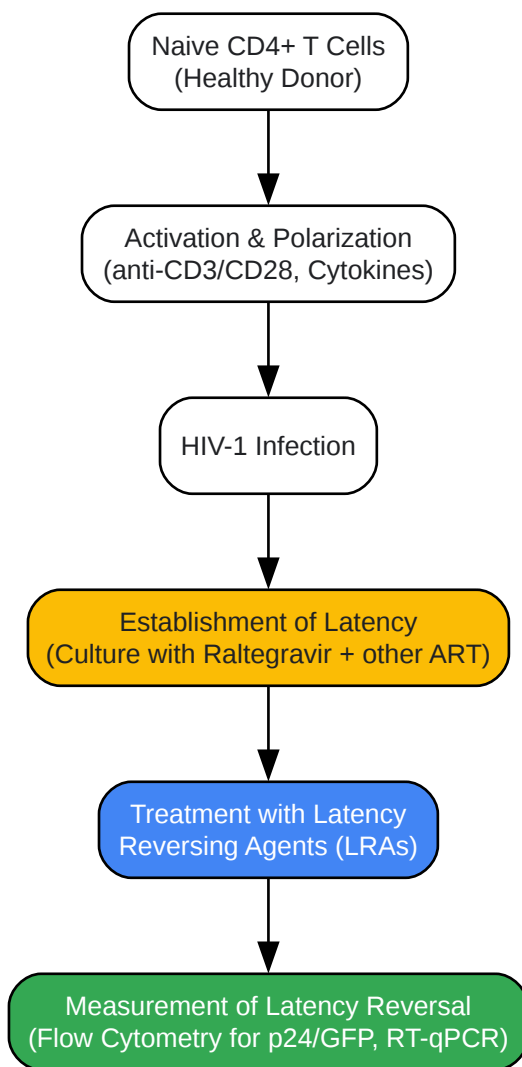 Naive CD4+ T Cells
(Healthy Donor)
Activation & Polarization
(anti-CD3/CD28, Cytokines)
HIV-1 Infection
Establishment of Latency
(Culture with Raltegravir + other ART)
Treatment with Latency
Reversing Agents (LRAs)
Measurement of Latency Reversal
(Flow Cytometry for p24/GFP, RT-qPCR)